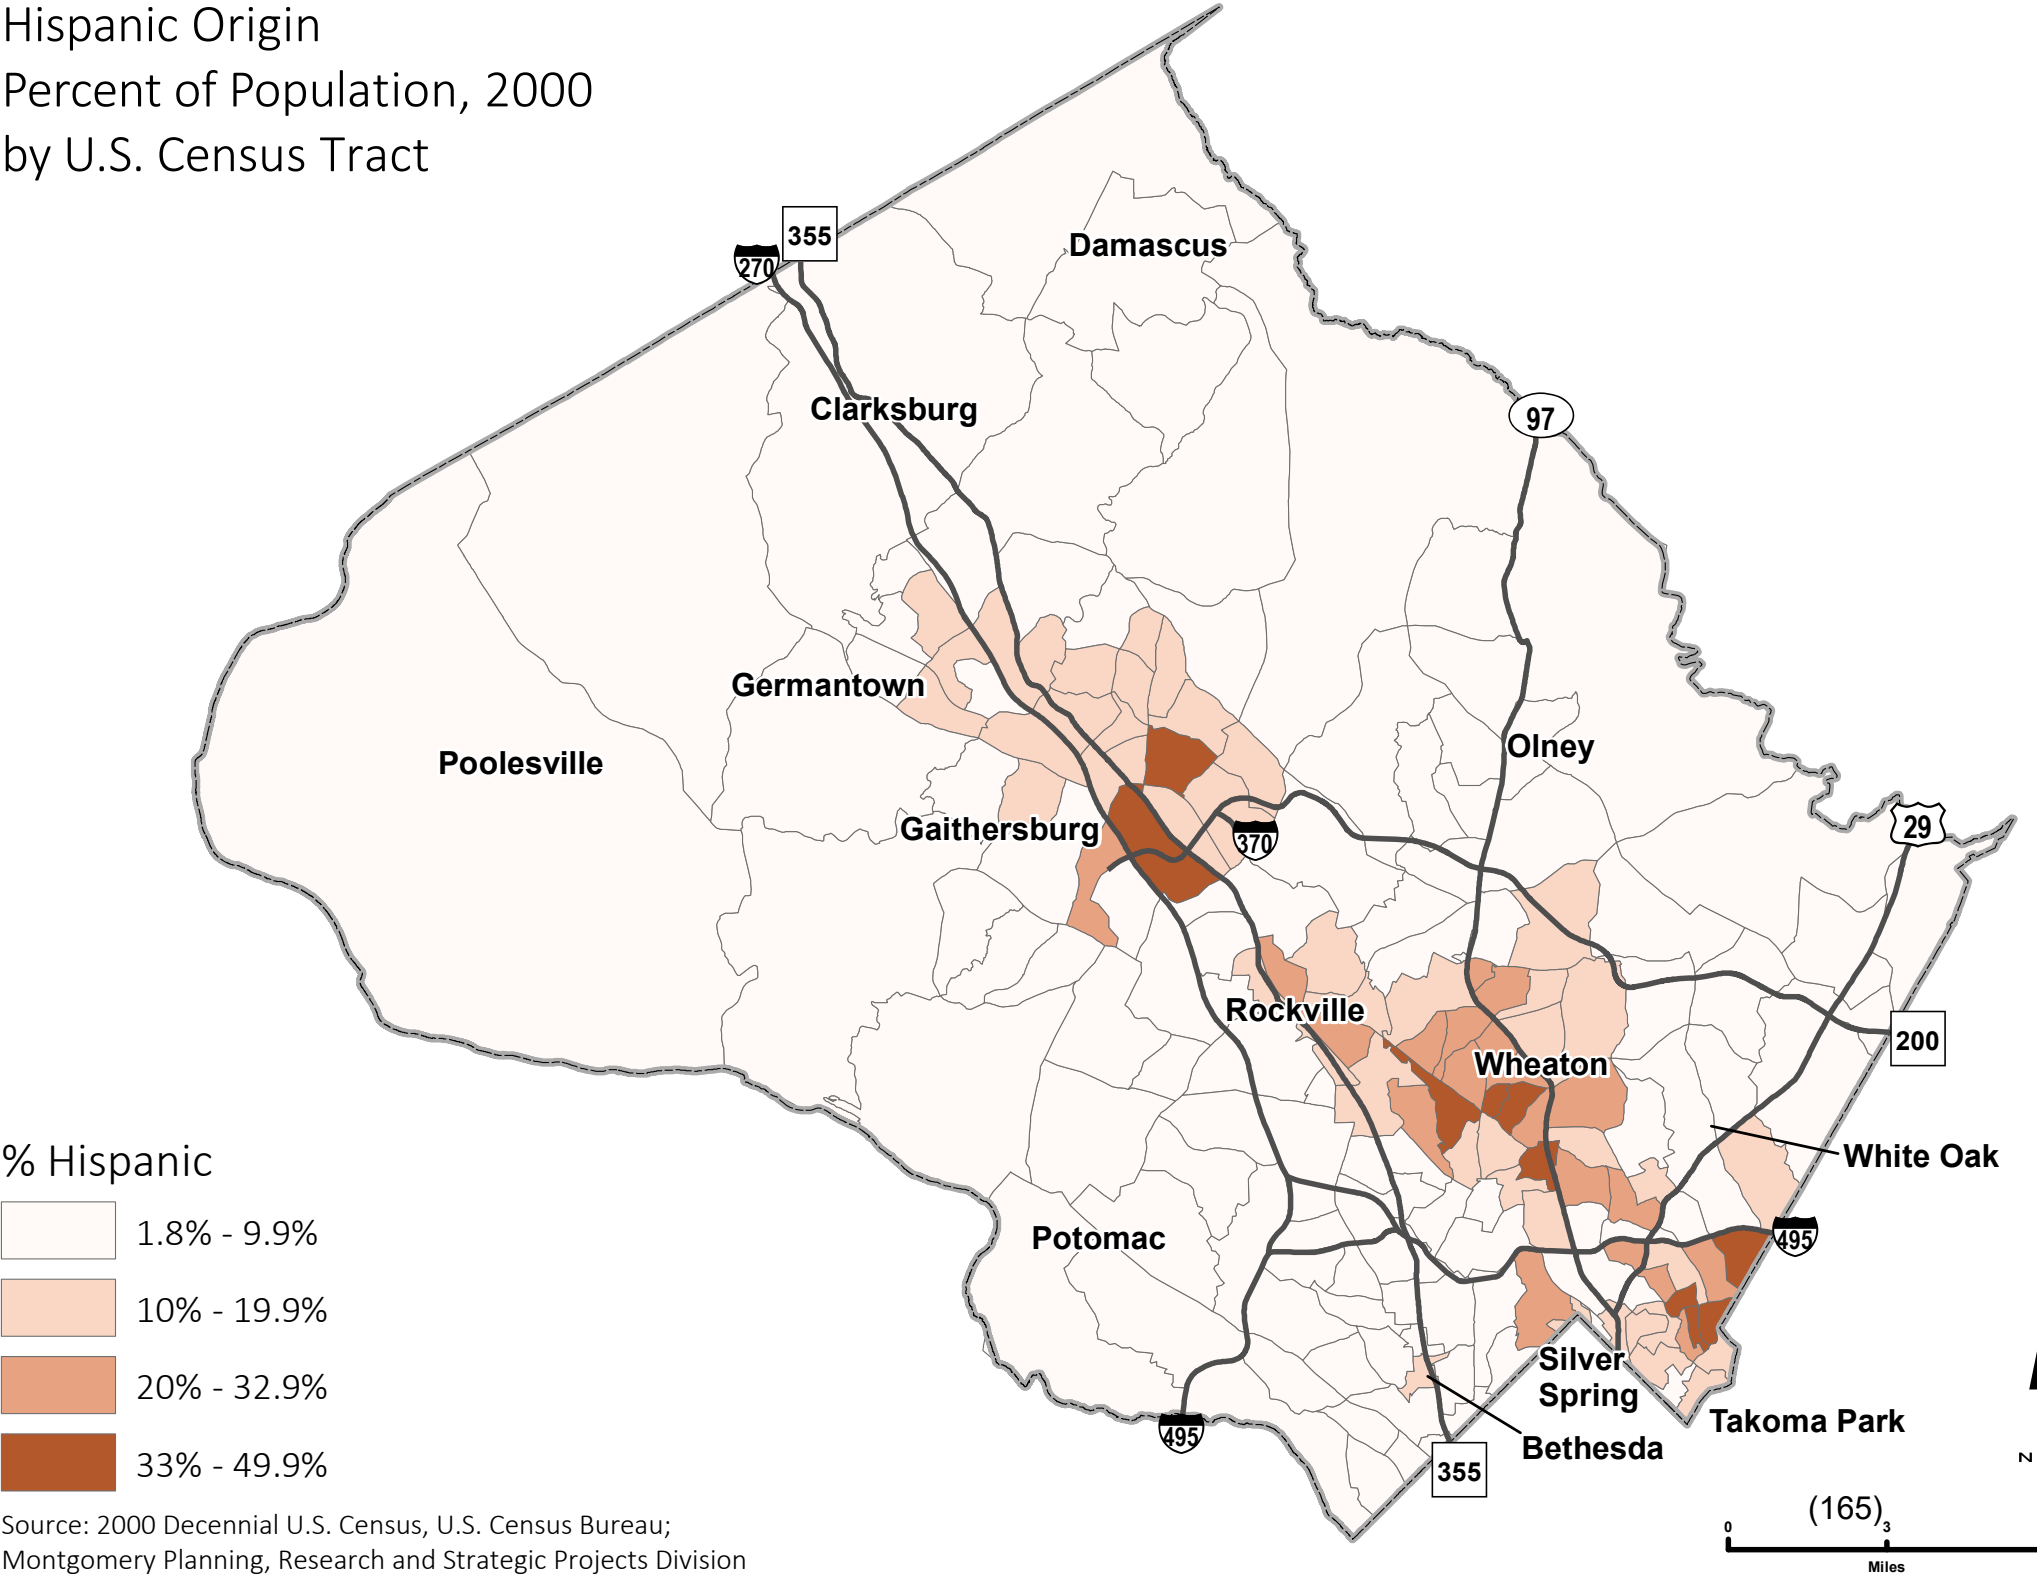 Hispanic Origin
Percent of Population, 2000
by U.S. Census Tract
355
270
Damascus
Clarksburg
97
Germantown
Poolesville
Olney
Gaithersburg
370
29
Rockville
200
Wheaton
White Oak
Potomac
495
Silver
Spring
Takoma Park
Bethesda
495
355
% Hispanic
1.8% - 9.9%
10% - 19.9%
20% - 32.9%
33% - 49.9%
Source: 2000 Decennial U.S. Census, U.S. Census Bureau;
Montgomery Planning, Research and Strategic Projects Division
z
(165)
0 3
Miles